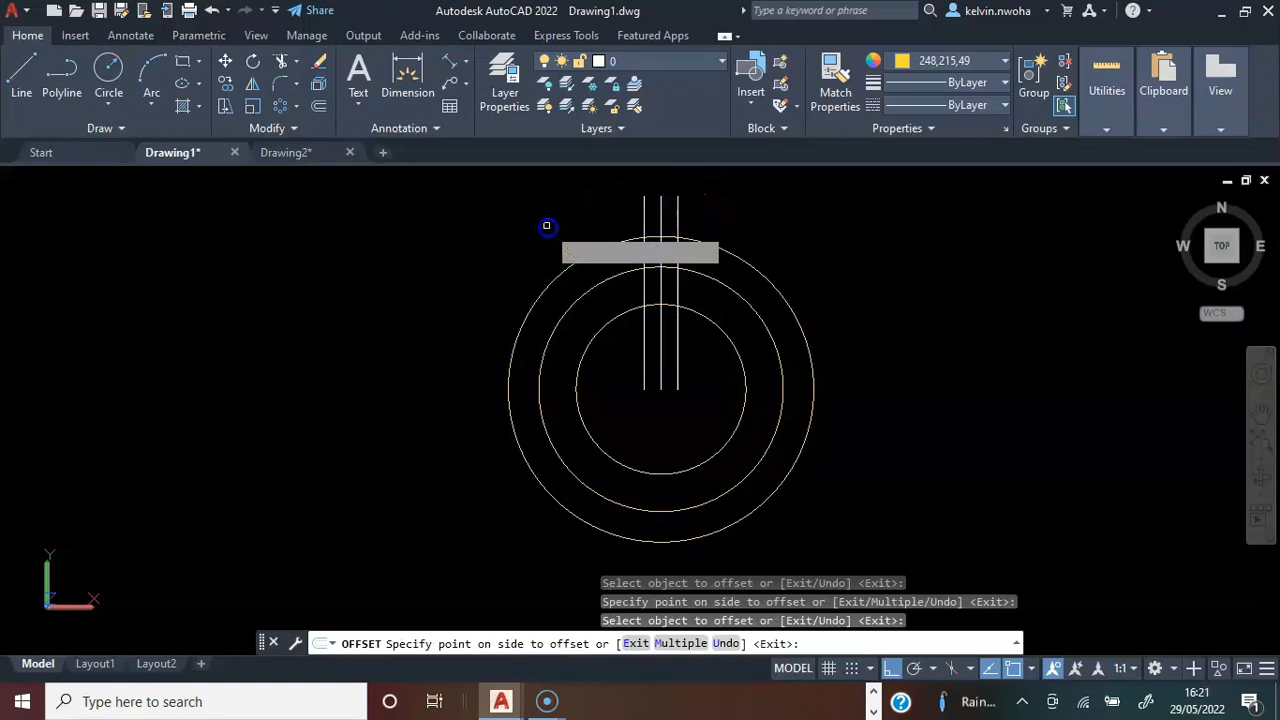 A Share Autodesk AutoCAD 2022 Drawing1.dwg Type a keyword or phrase kelvin.nwoha
Home Insert Annotate Parametric View Manage Output Add-ins Collaborate Express Tools Featured Apps
Line Polyline Circle Arc Text Dimension Layer Properties 0 Insert Match Properties 248,215,49 ByLayer ByLayer Group Utilities Clipboard View
Draw Modify Annotation Layers Block Properties Groups
Start Drawing1* Drawing2* +
N
W TOP E
S
WCS
Y
X
Select object to offset or [Exit/Undo] <Exit>:
Specify point on side to offset or [Exit/Multiple/Undo] <Exit>:
Select object to offset or [Exit/Undo] <Exit>:
OFFSET Specify point on side to offset or [Exit Multiple Undo] <Exit>:
Model Layout1 Layout2 + MODEL 1:1
Type here to search A Rain... 16:21
29/05/2022